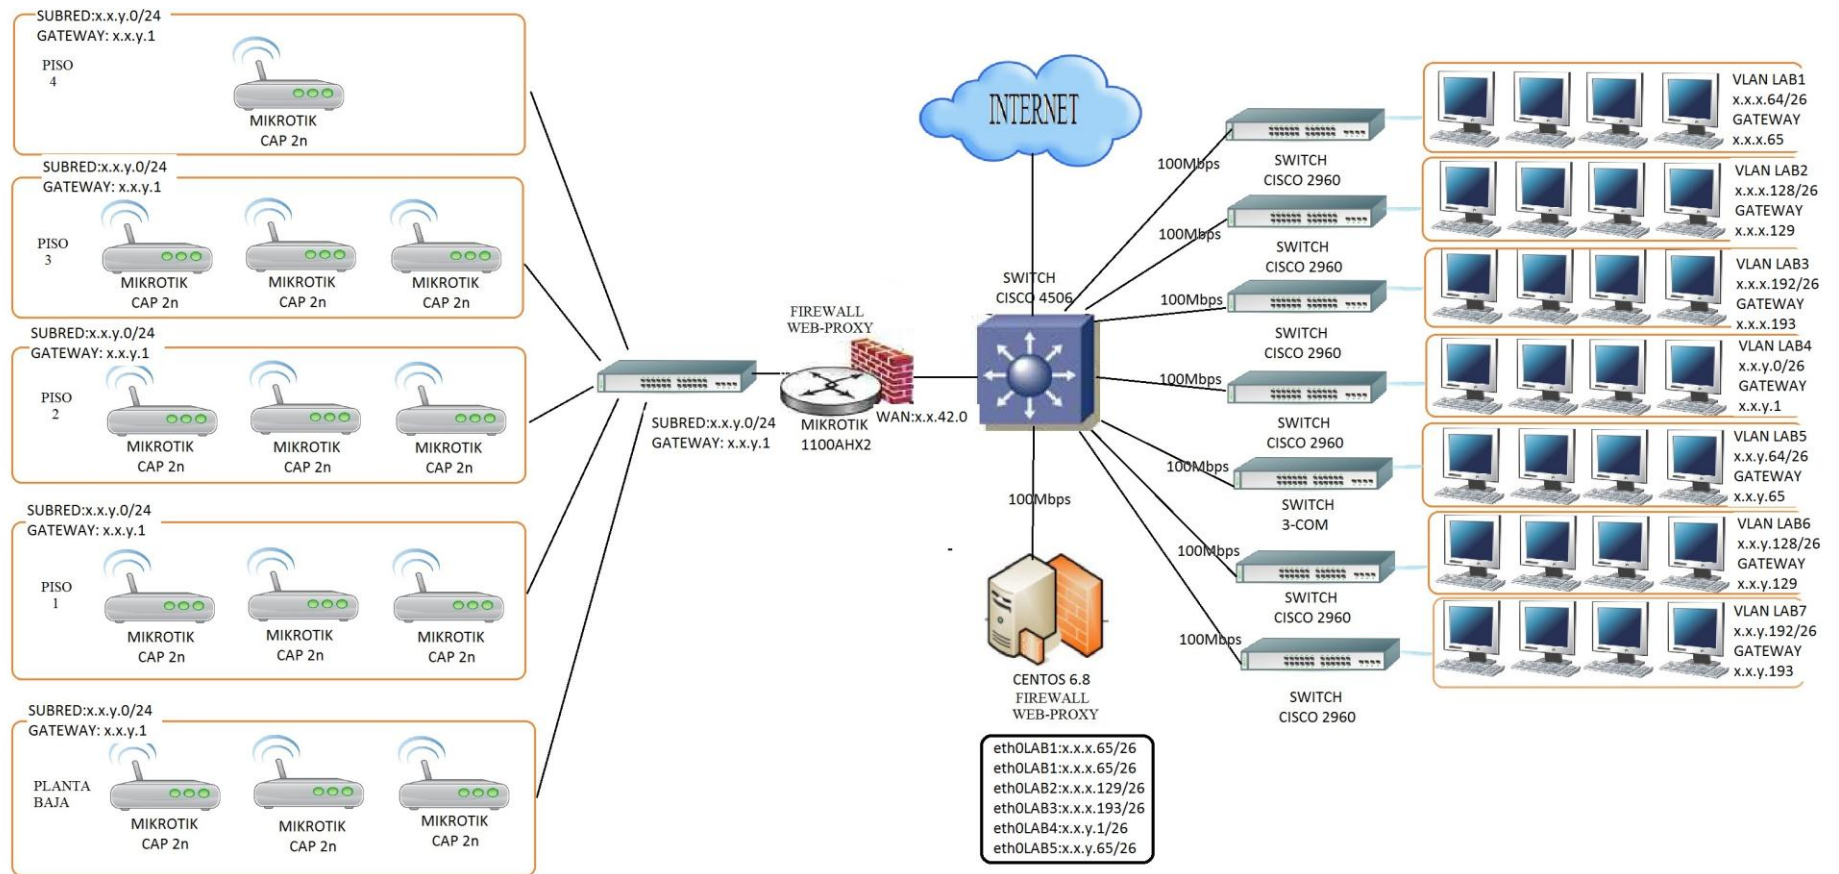 SUBRED:x.x.y.0/24
GATEWAY: x.x.y.1
PISO
4
MIKROTIK
CAP 2n
SUBRED:x.x.y.0/24
GATEWAY: x.x.y.1
PISO
3
MIKROTIK
CAP 2n
MIKROTIK
CAP 2n
MIKROTIK
CAP 2n
SUBRED:x.x.y.0/24
GATEWAY: x.x.y.1
PISO
2
MIKROTIK
CAP 2n
MIKROTIK
CAP 2n
MIKROTIK
CAP 2n
SUBRED:x.x.y.0/24
GATEWAY: x.x.y.1
PISO
1
MIKROTIK
CAP 2n
MIKROTIK
CAP 2n
MIKROTIK
CAP 2n
SUBRED:x.x.y.0/24
GATEWAY: x.x.y.1
PLANTA
BAJA
MIKROTIK
CAP 2n
MIKROTIK
CAP 2n
MIKROTIK
CAP 2n
SUBRED:x.x.y.0/24
GATEWAY: x.x.y.1
FIREWALL
WEB-PROXY
MIKROTIK
1100AHX2
WAN:x.x.42.0
INTERNET
SWITCH
CISCO 4506
100Mbps
CENTOS 6.8
FIREWALL
WEB-PROXY
eth0LAB1:x.x.x.65/26
eth0LAB1:x.x.x.65/26
eth0LAB2:x.x.x.129/26
eth0LAB3:x.x.x.193/26
eth0LAB4:x.x.y.1/26
eth0LAB5:x.x.y.65/26
100Mbps
SWITCH
CISCO 2960
VLAN LAB1
x.x.x.64/26
GATEWAY
x.x.x.65
100Mbps
SWITCH
CISCO 2960
VLAN LAB2
x.x.x.128/26
GATEWAY
x.x.x.129
100Mbps
SWITCH
CISCO 2960
VLAN LAB3
x.x.x.192/26
GATEWAY
x.x.x.193
100Mbps
SWITCH
CISCO 2960
VLAN LAB4
x.x.y.0/26
GATEWAY
x.x.y.1
100Mbps
SWITCH
3-COM
VLAN LAB5
x.x.y.64/26
GATEWAY
x.x.y.65
100Mbps
SWITCH
CISCO 2960
VLAN LAB6
x.x.y.128/26
GATEWAY
x.x.y.129
100Mbps
SWITCH
CISCO 2960
VLAN LAB7
x.x.y.192/26
GATEWAY
x.x.y.193